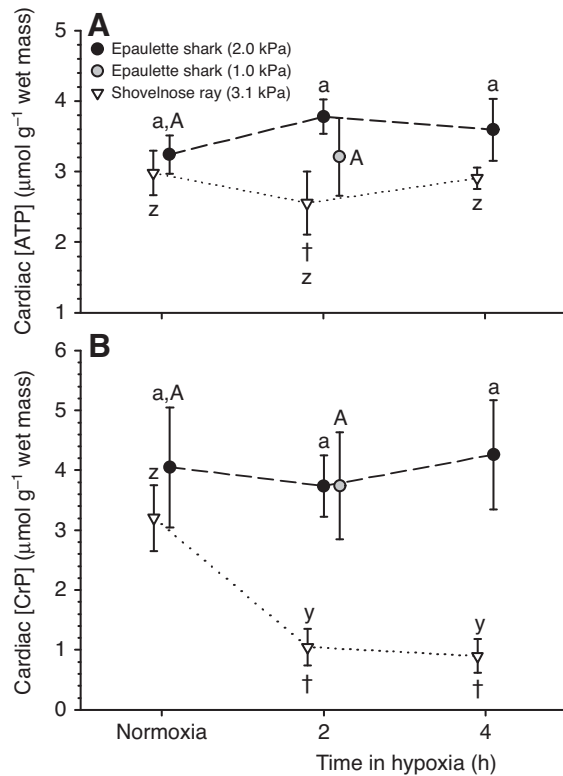 A
Epaulette shark (2.0 kPa)
Epaulette shark (1.0 kPa)
Shovelnose ray (3.1 kPa)
Cardiac [ATP] (μmol g⁻¹ wet mass)
5
4
3
2
1
a,A
a
a
A
z
†
z
z
B
Cardiac [CrP] (μmol g⁻¹ wet mass)
6
5
4
3
2
1
0
a,A
z
a
A
a
y
†
y
†
Normoxia 2 4
Time in hypoxia (h)